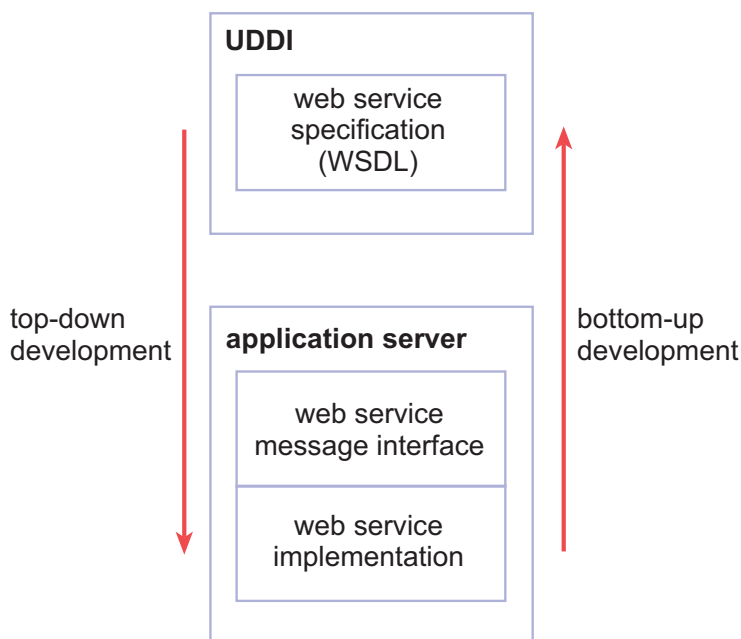 UDDI
web service
specification
(WSDL)
top-down
development
bottom-up
development
application server
web service
message interface
web service
implementation